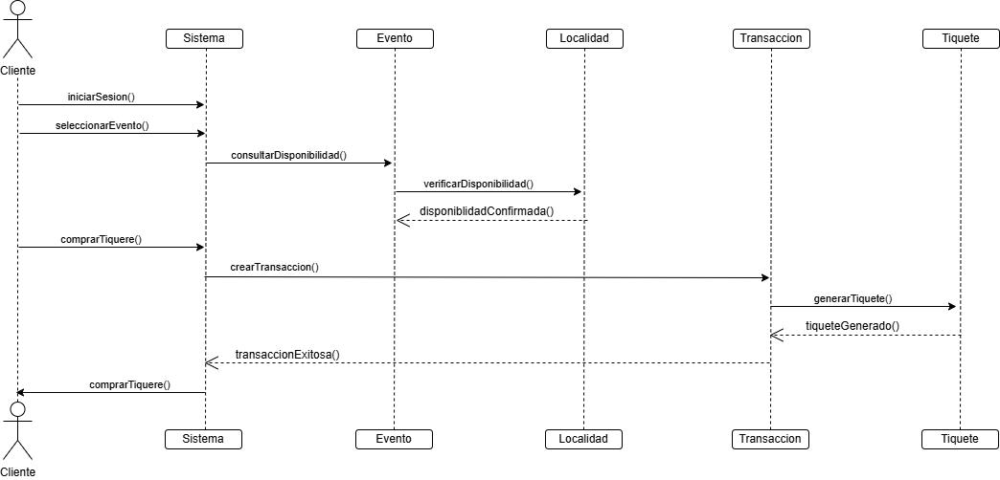 Sistema
Evento
Localidad
Transaccion
Tiquete
Cliente
iniciarSesion()
seleccionarEvento()
consultarDisponibilidad()
verificarDisponibilidad()
disponiblidadConfirmada()
comprarTiquere()
crearTransaccion()
generarTiquete()
tiqueteGenerado()
transaccionExitosa()
comprarTiquere()
Sistema
Evento
Localidad
Transaccion
Tiquete
Cliente